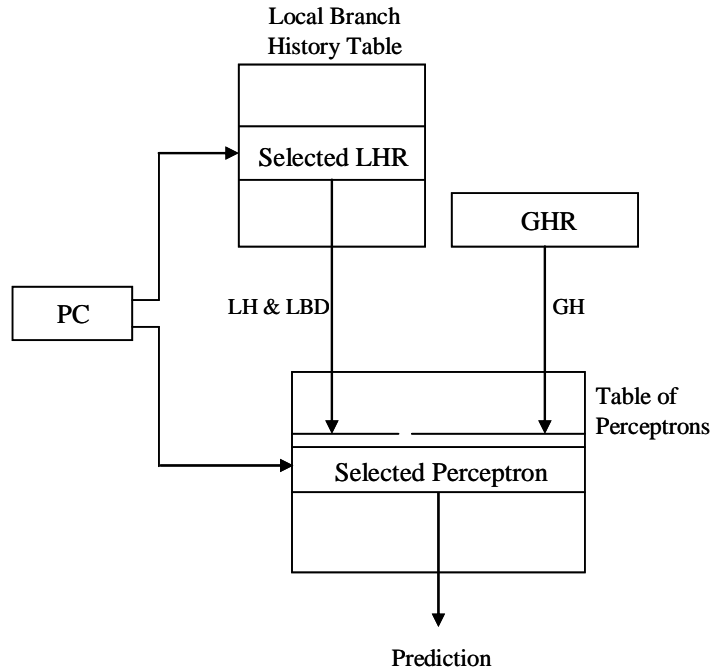 Local Branch
History Table
Selected LHR
GHR
PC
LH & LBD
GH
Table of
Perceptrons
Selected Perceptron
Prediction